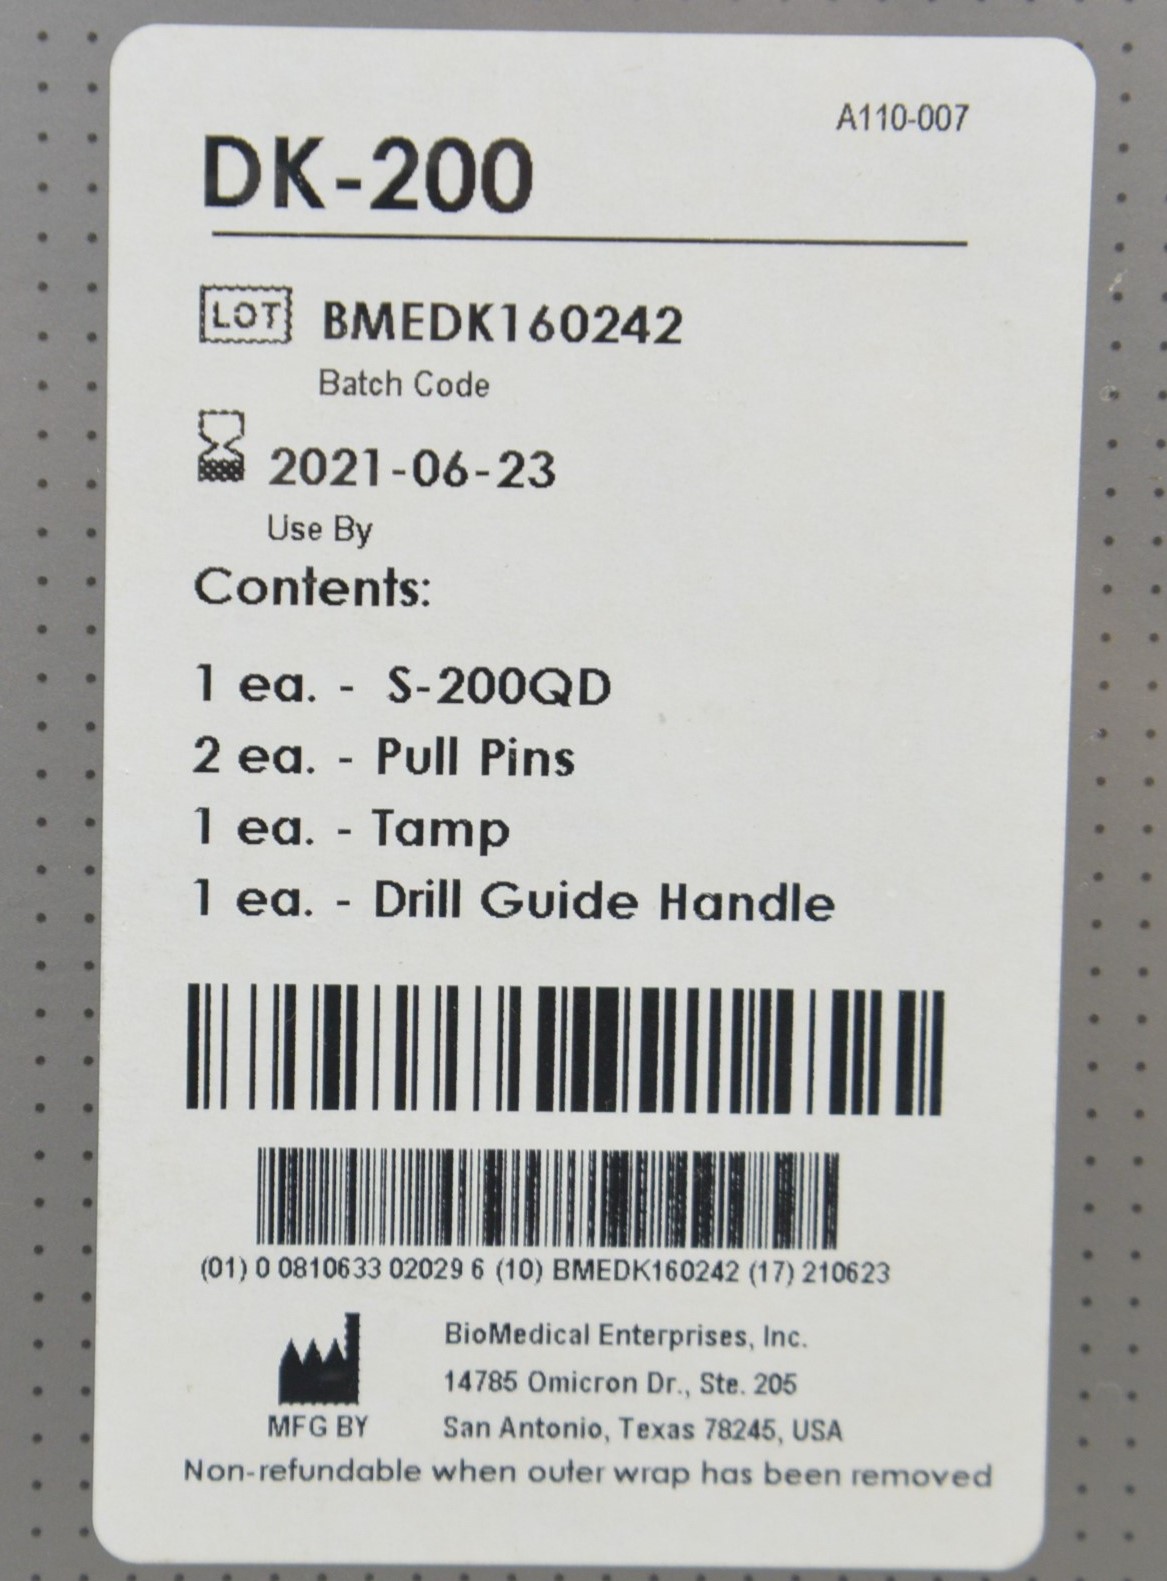 A110-007
DK-200
LOT BMEDK160242
Batch Code
2021-06-23
Use By
Contents:
1 ea. - S-200QD
2 ea. - Pull Pins
1 ea. - Tamp
1 ea. - Drill Guide Handle
(01) 0 0810633 02029 6 (10) BMEDK160242 (17) 210623
BioMedical Enterprises, Inc.
14785 Omicron Dr., Ste. 205
MFG BY San Antonio, Texas 78245, USA
Non-refundable when outer wrap has been removed